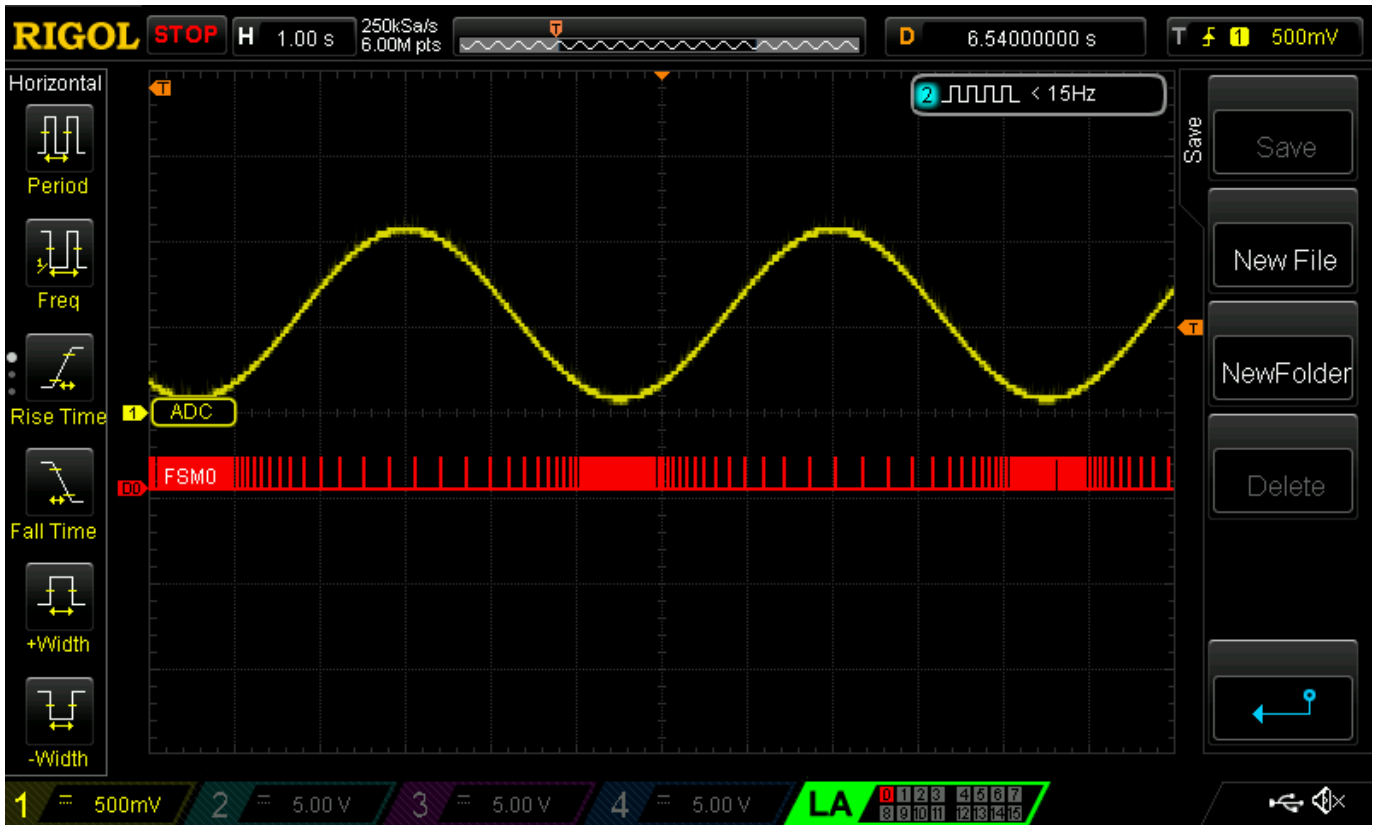 RIGOL STOP H 1.00 s 250kSa/s 6.00M pts T D 6.54000000 s T 1 500mV
Horizontal
T
2 < 15Hz
Save
Save
Period
New File
Freq
T
NewFolder
Rise Time
1 ADC
Delete
D0 FSM0
Fall Time
+Width
-Width
1 500mV 2 5.00 V 3 5.00 V 4 5.00 V LA 0 1 2 3 4 5 6 7
8 9 10 11 12 13 14 15